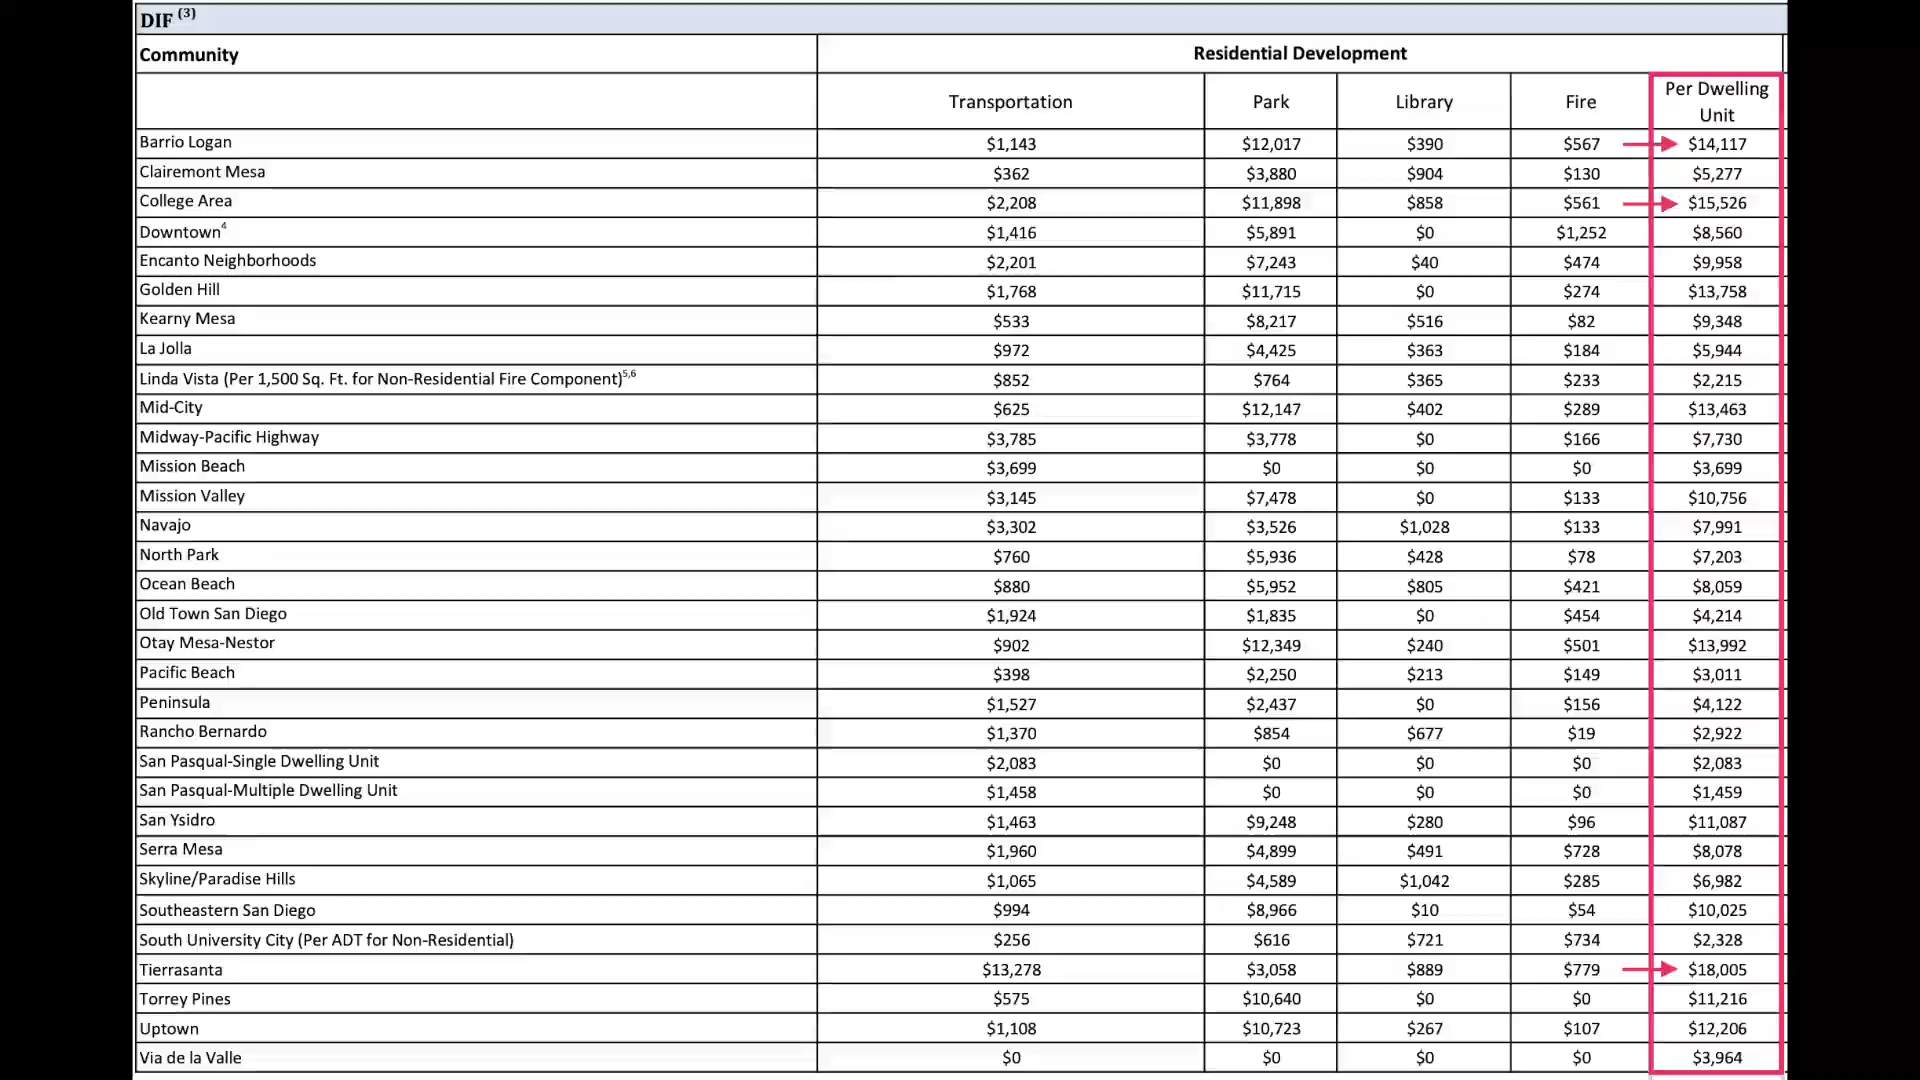 DIF (3)
Community Residential Development
Transportation Park Library Fire Per Dwelling Unit
Barrio Logan $1,143 $12,017 $390 $567 $14,117
Clairemont Mesa $362 $3,880 $904 $130 $5,277
College Area $2,208 $11,898 $858 $561 $15,526
Downtown4 $1,416 $5,891 $0 $1,252 $8,560
Encanto Neighborhoods $2,201 $7,243 $40 $474 $9,958
Golden Hill $1,768 $11,715 $0 $274 $13,758
Kearny Mesa $533 $8,217 $516 $82 $9,348
La Jolla $972 $4,425 $363 $184 $5,944
Linda Vista (Per 1,500 Sq. Ft. for Non-Residential Fire Component)5,6 $852 $764 $365 $233 $2,215
Mid-City $625 $12,147 $402 $289 $13,463
Midway-Pacific Highway $3,785 $3,778 $0 $166 $7,730
Mission Beach $3,699 $0 $0 $0 $3,699
Mission Valley $3,145 $7,478 $0 $133 $10,756
Navajo $3,302 $3,526 $1,028 $133 $7,991
North Park $760 $5,936 $428 $78 $7,203
Ocean Beach $880 $5,952 $805 $421 $8,059
Old Town San Diego $1,924 $1,835 $0 $454 $4,214
Otay Mesa-Nestor $902 $12,349 $240 $501 $13,992
Pacific Beach $398 $2,250 $213 $149 $3,011
Peninsula $1,527 $2,437 $0 $156 $4,122
Rancho Bernardo $1,370 $854 $677 $19 $2,922
San Pasqual-Single Dwelling Unit $2,083 $0 $0 $0 $2,083
San Pasqual-Multiple Dwelling Unit $1,458 $0 $0 $0 $1,459
San Ysidro $1,463 $9,248 $280 $96 $11,087
Serra Mesa $1,960 $4,899 $491 $728 $8,078
Skyline/Paradise Hills $1,065 $4,589 $1,042 $285 $6,982
Southeastern San Diego $994 $8,966 $10 $54 $10,025
South University City (Per ADT for Non-Residential) $256 $616 $721 $734 $2,328
Tierrasanta $13,278 $3,058 $889 $779 $18,005
Torrey Pines $575 $10,640 $0 $0 $11,216
Uptown $1,108 $10,723 $267 $107 $12,206
Via de la Valle $0 $0 $0 $0 $3,964